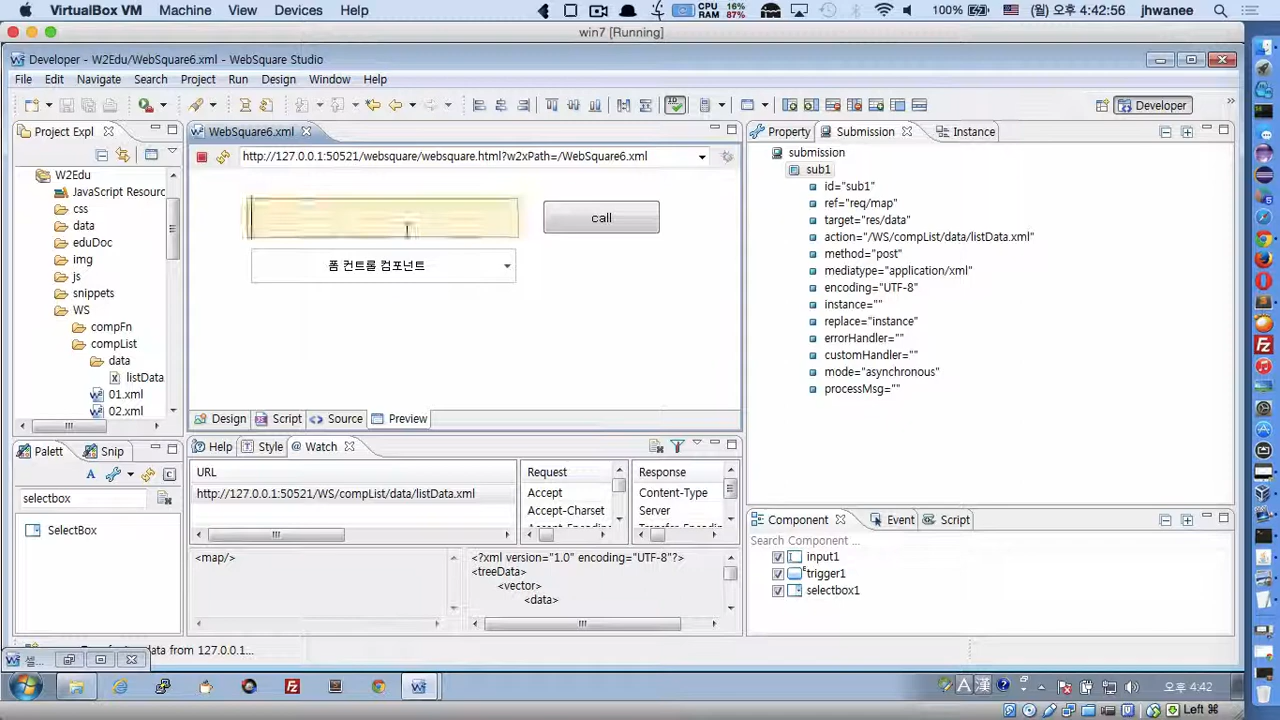 VirtualBox VM Machine View Devices Help CPU 16% RAM 87% 100% (월) 오후 4:42:56 jhwanee
win7 [Running]
Developer - W2Edu/WebSquare6.xml - WebSquare Studio
File Edit Navigate Search Project Run Design Window Help
Developer
Project Expl
WebSquare6.xml
Property Submission Instance
http://127.0.0.1:50521/websquare/websquare.html?w2xPath=/WebSquare6.xml
W2Edu
JavaScript Resourc
css
data
eduDoc
img
js
snippets
WS
compFn
compList
data
listData
01.xml
02.xml
call
폼 컨트롤 컴포넌트
Design Script Source Preview
submission
sub1
id="sub1"
ref="req/map"
target="res/data"
action="/WS/compList/data/listData.xml"
method="post"
mediatype="application/xml"
encoding="UTF-8"
instance=""
replace="instance"
errorHandler=""
customHandler=""
mode="asynchronous"
processMsg=""
Palett Snip
selectbox
SelectBox
Help Style Watch
URL
http://127.0.0.1:50521/WS/compList/data/listData.xml
Request
Accept
Accept-Charset
Response
Content-Type
Server
<map/>
<?xml version="1.0" encoding="UTF-8"?>
<treeData>
<vector>
<data>
Component Event Script
Search Component ...
input1
trigger1
selectbox1
data from 127.0.0.1...
오후 4:42
Left ⌘